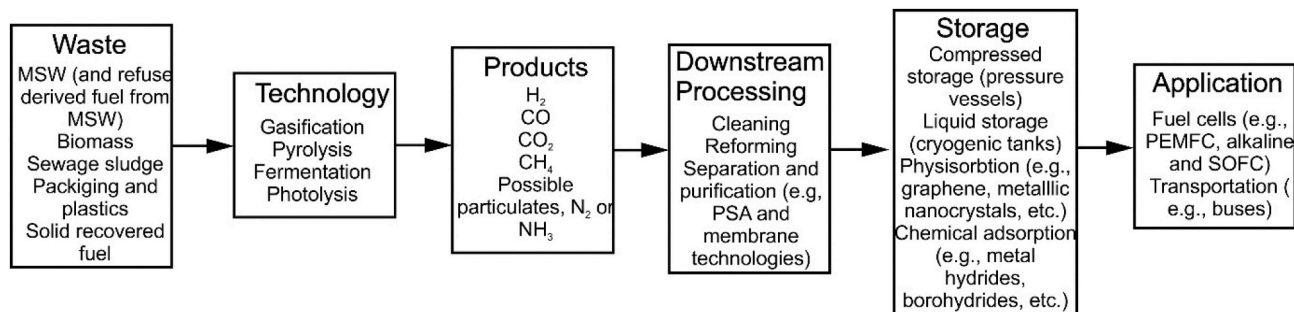 Waste
MSW (and refuse
derived fuel from
MSW)
Biomass
Sewage sludge
Packiging and
plastics
Solid recovered
fuel
Technology
Gasification
Pyrolysis
Fermentation
Photolysis
Products
H₂
CO
CO₂
CH₄
Possible
particulates, N₂ or
NH₃
Downstream
Processing
Cleaning
Reforming
Separation and
purification (e.g,
PSA and
membrane
technologies)
Storage
Compressed
storage (pressure
vessels)
Liquid storage
(cryogenic tanks)
Physisorbtion (e.g.,
graphene, metalllic
nanocrystals, etc.)
Chemical adsorption
(e.g., metal
hydrides,
borohydrides, etc.)
Application
Fuel cells (e.g.,
PEMFC, alkaline
and SOFC)
Transportation (
e.g., buses)